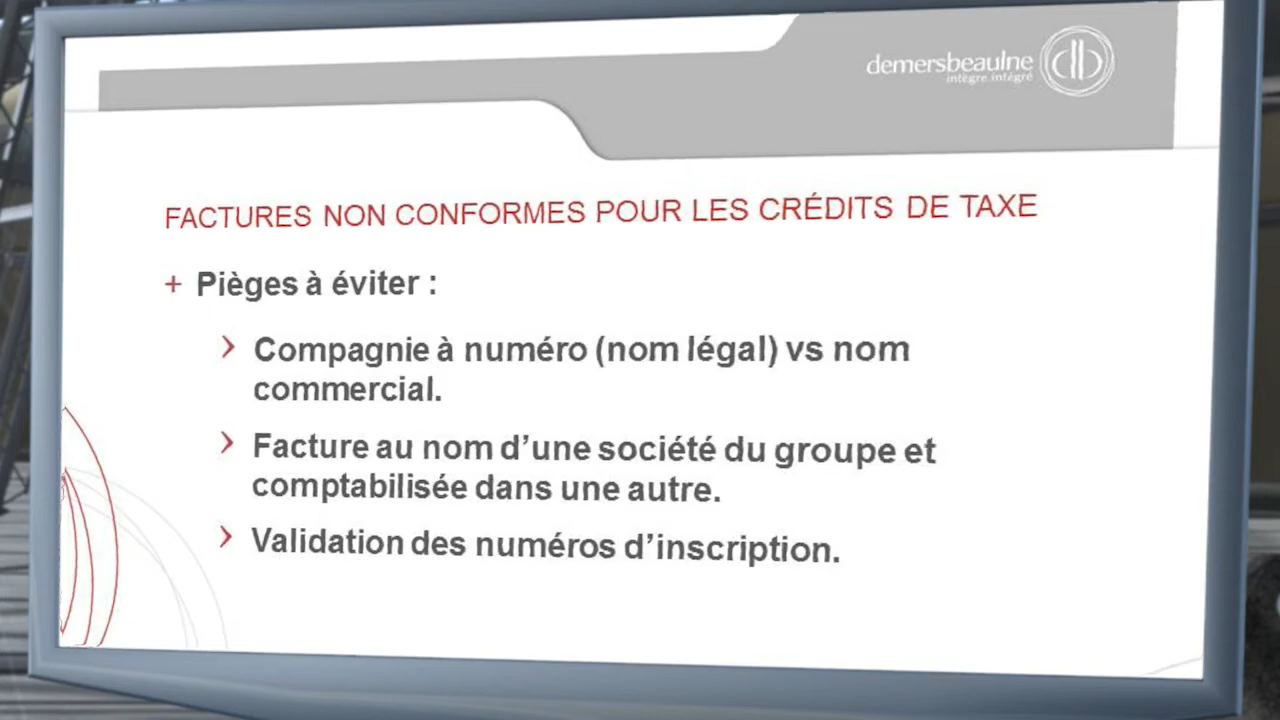 demersbeaulne
intègre.intégré
FACTURES NON CONFORMES POUR LES CRÉDITS DE TAXE
+ Pièges à éviter :
› Compagnie à numéro (nom légal) vs nom
commercial.
› Facture au nom d’une société du groupe et
comptabilisée dans une autre.
› Validation des numéros d’inscription.